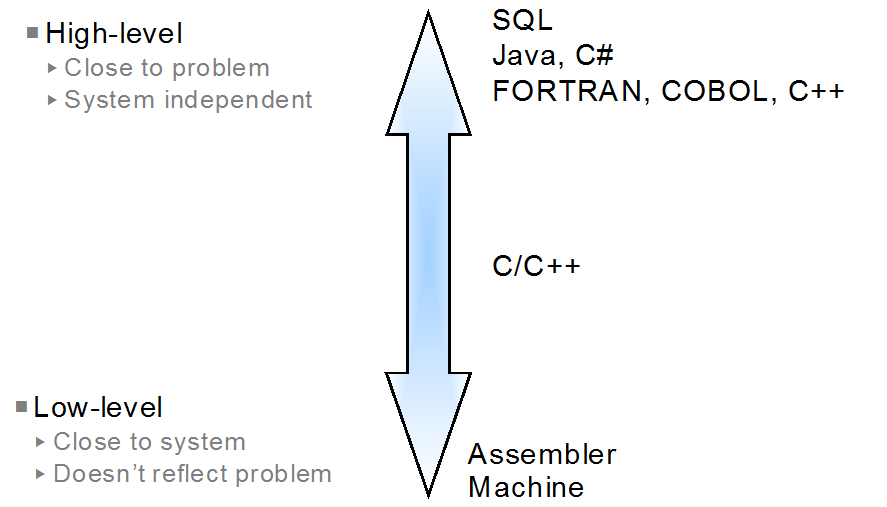 High-level
Close to problem
System independent
SQL
Java, C#
FORTRAN, COBOL, C++
C/C++
Low-level
Close to system
Doesn’t reflect problem
Assembler
Machine